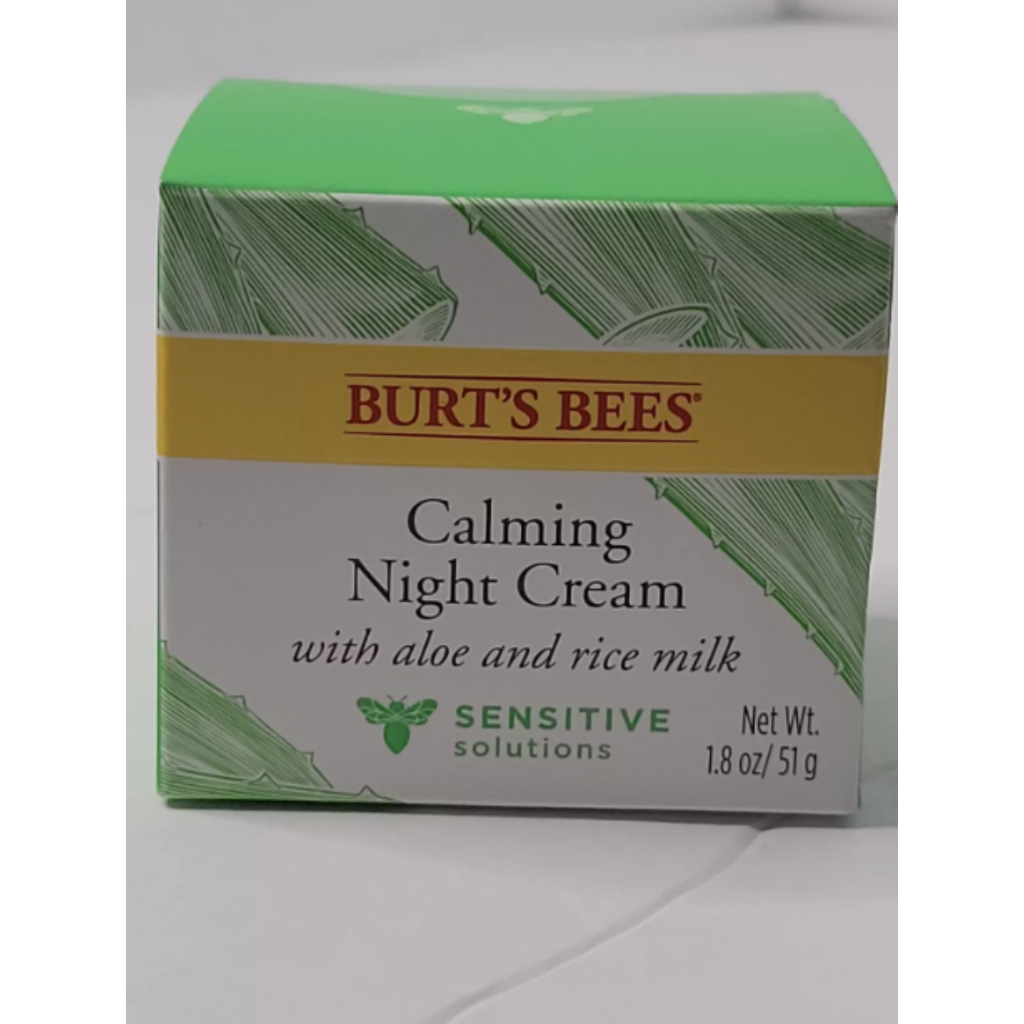 BURT'S BEES®
Calming
Night Cream
with aloe and rice milk
SENSITIVE
solutions
Net Wt.
1.8 oz/ 51 g